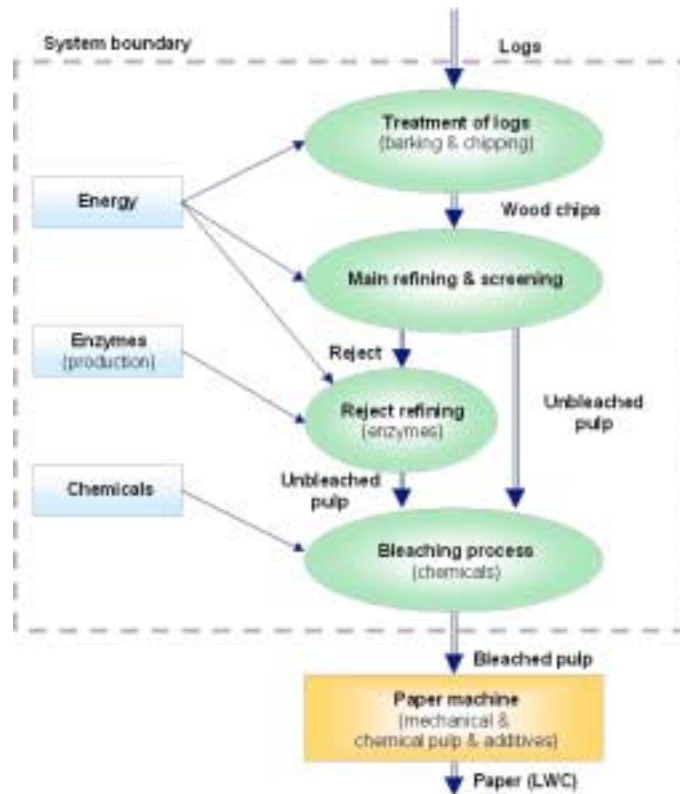 System boundary
Logs
Treatment of logs
(barking & chipping)
Energy
Wood chips
Main refining & screening
Enzymes
(production)
Reject
Reject refining
(enzymes)
Unbleached
pulp
Chemicals
Unbleached
pulp
Bleaching process
(chemicals)
Bleached pulp
Paper machine
(mechanical &
chemical pulp & additives)
Paper (LWC)